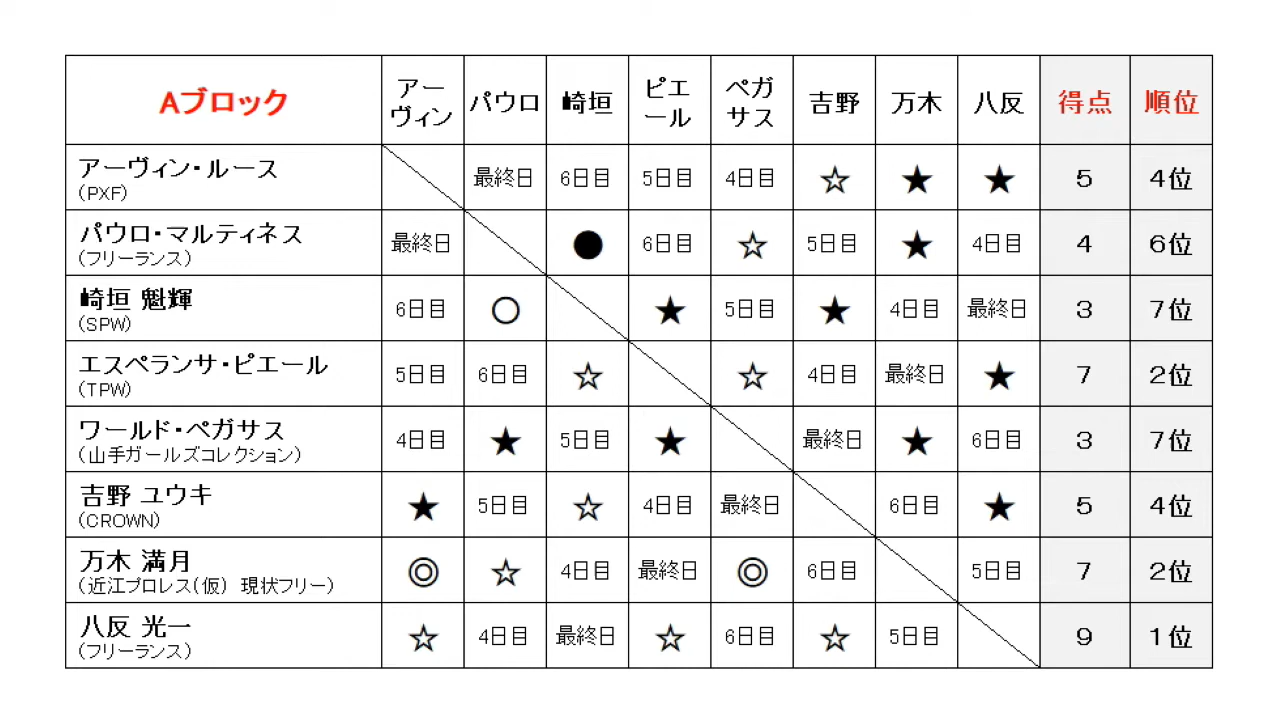 Aブロック アーヴィン パウロ 崎垣 ピエール ペガサス 吉野 万木 八反 得点 順位
アーヴィン・ルース 最終日 6日目 5日目 4日目 ☆ ★ ★ 5 4位
(PXF)
パウロ・マルティネス 最終日 ● 6日目 ☆ 5日目 ★ 4日目 4 6位
(フリーランス)
崎垣 魁輝 6日目 ○ ★ 5日目 ★ 4日目 最終日 3 7位
(SPW)
エスペランサ・ピエール 5日目 6日目 ☆ ☆ 4日目 最終日 ★ 7 2位
(TPW)
ワールド・ペガサス 4日目 ★ 5日目 ★ 最終日 ★ 6日目 3 7位
(山手ガールズコレクション)
吉野 ユウキ ★ 5日目 ☆ 4日目 最終日 6日目 ★ 5 4位
(CROWN)
万木 満月 ◎ ☆ 4日目 最終日 ◎ 6日目 5日目 7 2位
(近江プロレス(仮) 現状フリー)
八反 光一 ☆ 4日目 最終日 ☆ 6日目 ☆ 5日目 9 1位
(フリーランス)